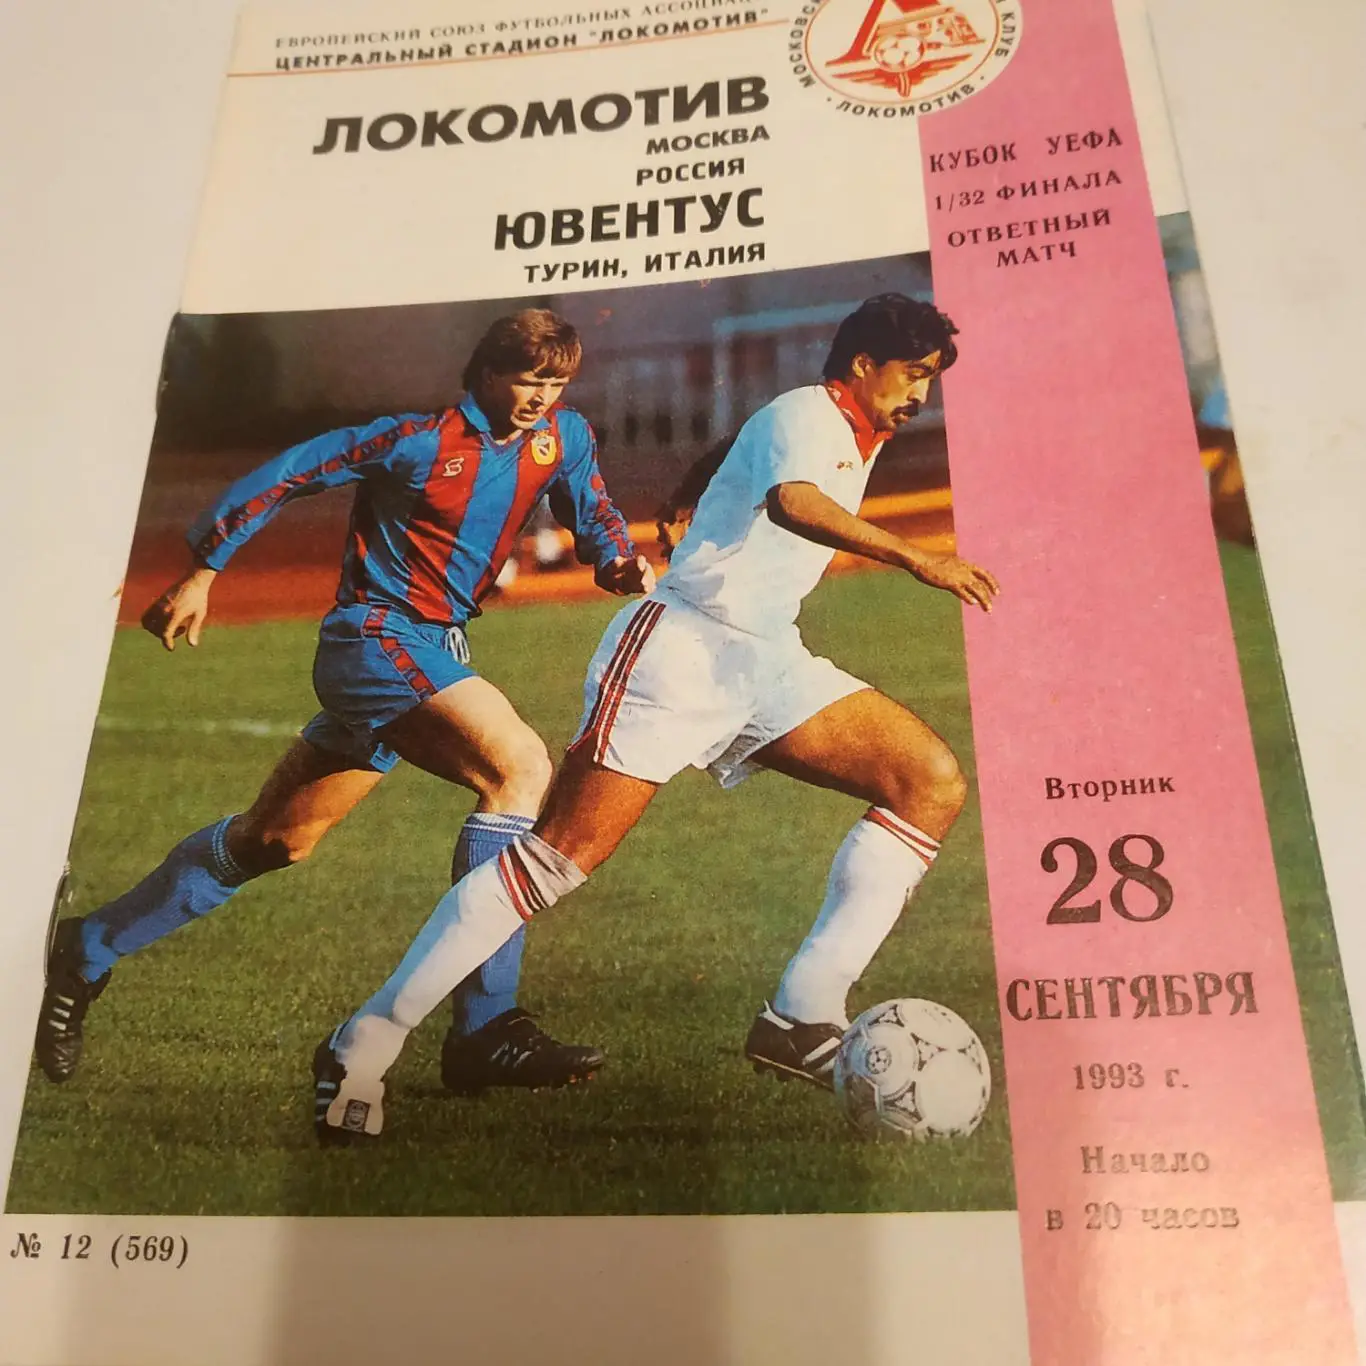 ЕВРОПЕЙСКИЙ СОЮЗ ФУТБОЛЬНЫХ
ЦЕНТРАЛЬНЫЙ СТАДИОН "ЛОКОМОТИВ"
КЛУБ
· ЛОКОМОТИВ ·
ЛОКОМОТИВ
МОСКВА
РОССИЯ
ЮВЕНТУС
ТУРИН, ИТАЛИЯ
КУБОК УЕФА
1/32 ФИНАЛА
ОТВЕТНЫЙ
МАТЧ
Вторник
28
СЕНТЯБРЯ
1993 г.
Начало
в 20 часов
№ 12 (569)